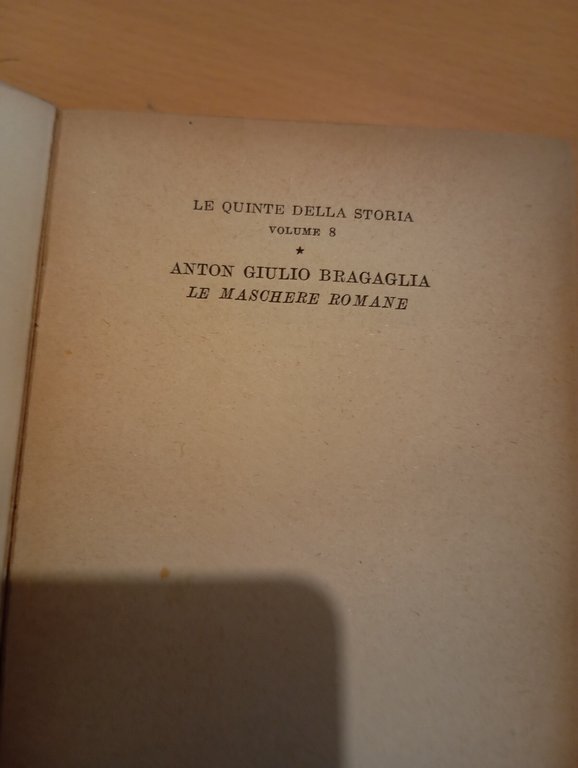 LE QUINTE DELLA STORIA
VOLUME 8
★
ANTON GIULIO BRAGAGLIA
LE MASCHERE ROMANE